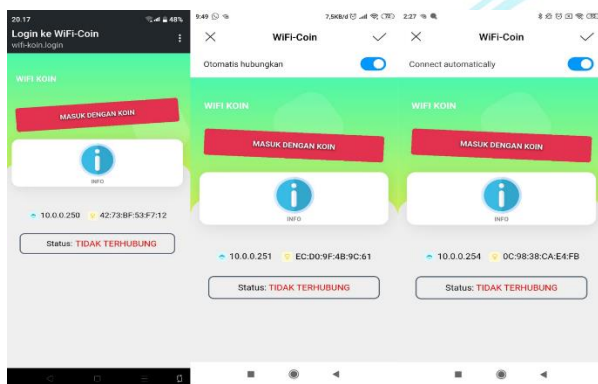 20.17
48%
Login ke WiFi-Coin
wifi-koin.login
WIFI KOIN
MASUK DENGAN KOIN
INFO
10.0.0.250 42:73:BF:53:F7:12
Status: TIDAK TERHUBUNG
9:49
7,5KB/d
WiFi-Coin
Otomatis hubungkan
WIFI KOIN
MASUK DENGAN KOIN
INFO
10.0.0.251 EC:D0:9F:4B:9C:61
Status: TIDAK TERHUBUNG
2:27
WiFi-Coin
Connect automatically
WIFI KOIN
MASUK DENGAN KOIN
INFO
10.0.0.254 0C:98:38:CA:E4:FB
Status: TIDAK TERHUBUNG